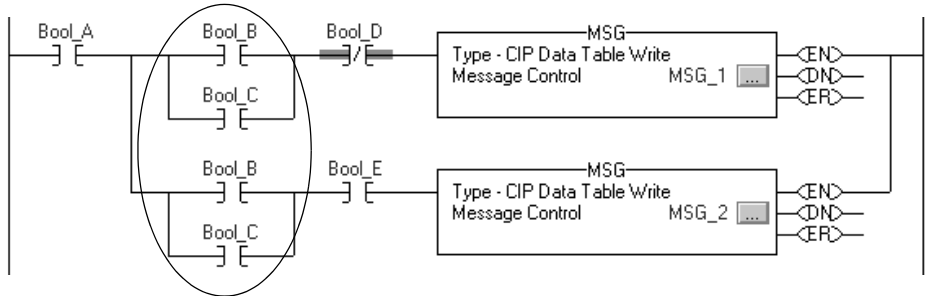 Bool_A
Bool_B
Bool_D
MSG
Type - CIP Data Table Write
Message Control MSG_1 ...
EN
DN
ER
Bool_C
Bool_B
Bool_E
MSG
Type - CIP Data Table Write
Message Control MSG_2 ...
EN
DN
ER
Bool_C